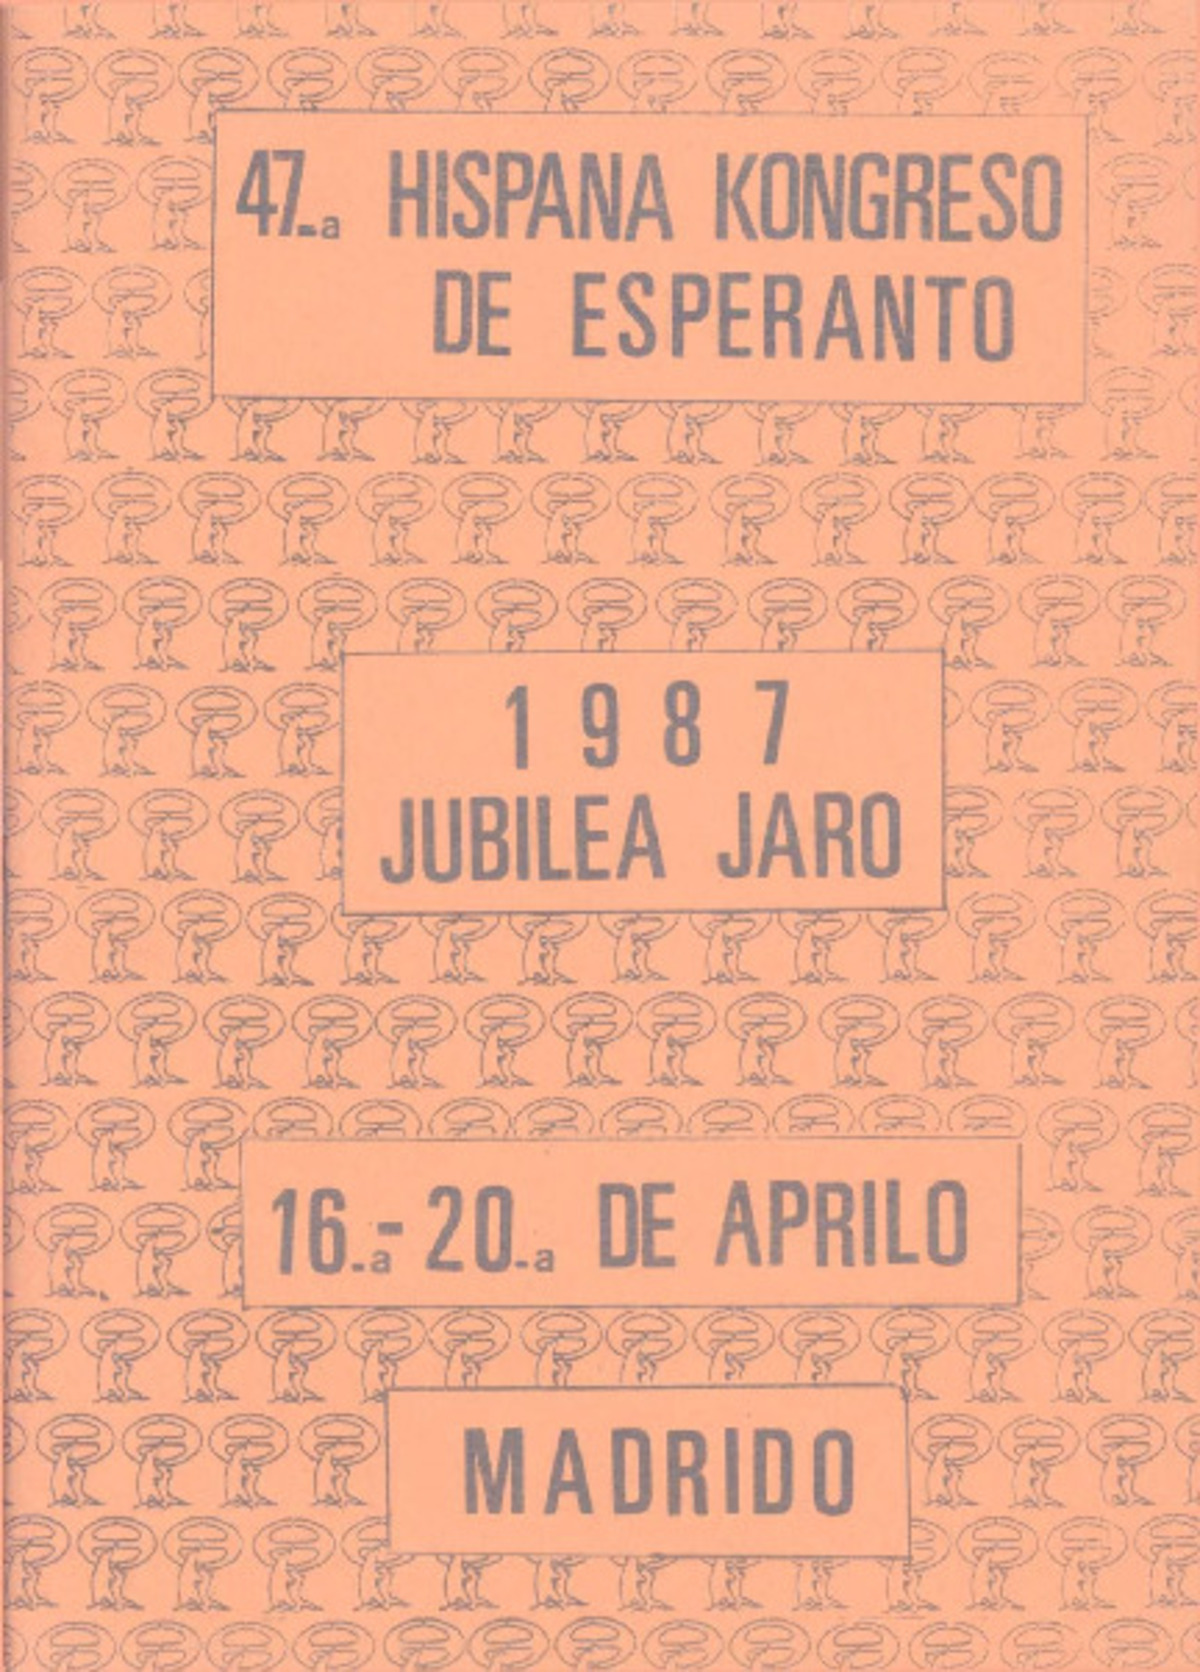 47.a HISPANA KONGRESO
DE ESPERANTO
1987
JUBILEA JARO
16.a- 20.a DE APRILO
MADRIDO